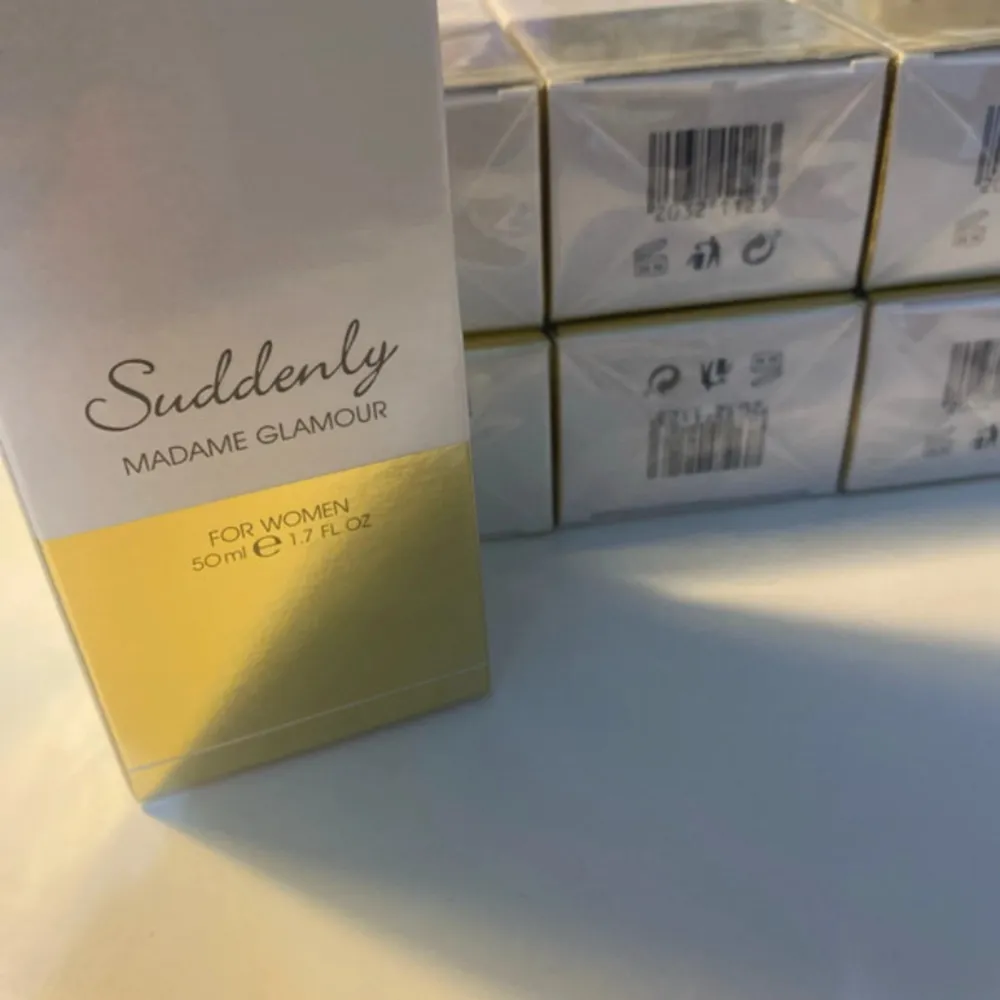 Suddenly
MADAME GLAMOUR
FOR WOMEN
50 ml e 1.7 FL OZ